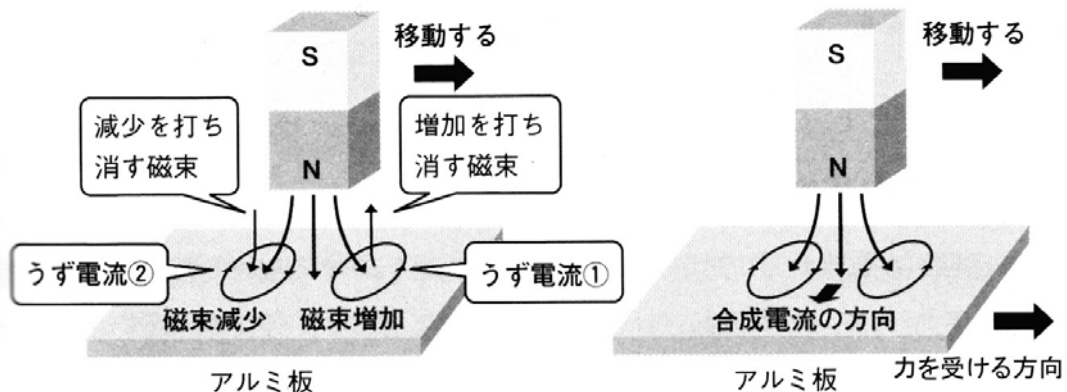 S
N
移動する
減少を打ち
消す磁束
増加を打ち
消す磁束
うず電流②
うず電流①
磁束減少
磁束増加
アルミ板
S
N
移動する
合成電流の方向
力を受ける方向
アルミ板